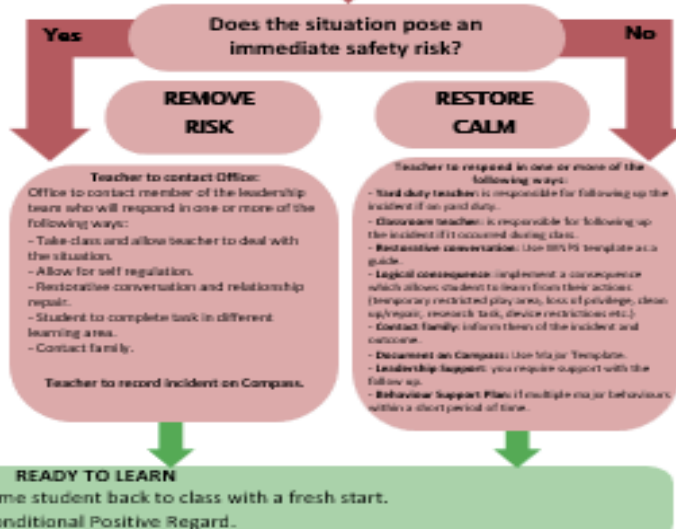 Does the situation pose an
immediate safety risk?
Yes
No
REMOVE
RISK
RESTORE
CALM
Teacher to contact Office:
Office to contact member of the leadership
team who will respond in one or more of the
following ways:
- Take class and allow teacher to deal with
the situation.
- Allow for self regulation.
- Restorative conversation and relationship
repair.
- Student to complete task in different
learning area.
- Contact family.
Teacher to record incident on Compass.
Teacher to respond in one or more of the
following ways:
- Yard duty teacher: is responsible for following up the
incident if on yard duty.
- Classroom teacher: is responsible for following up
the incident if it occurred during class.
- Restorative conversation: Use template as a
guide.
- Logical consequence: implement a consequence
which allows student to learn from their actions
(temporary restricted play area, loss of privilege, clean
up/repair, research task, device restrictions etc.)
- Contact family: inform them of the incident and
outcome.
- Document on Compass: Use Major Template.
- Leadership Support: you require support with the
follow up.
- Behaviour Support Plan: if multiple major behaviours
within a short period of time.
READY TO LEARN
me student back to class with a fresh start.
nditional Positive Regard.